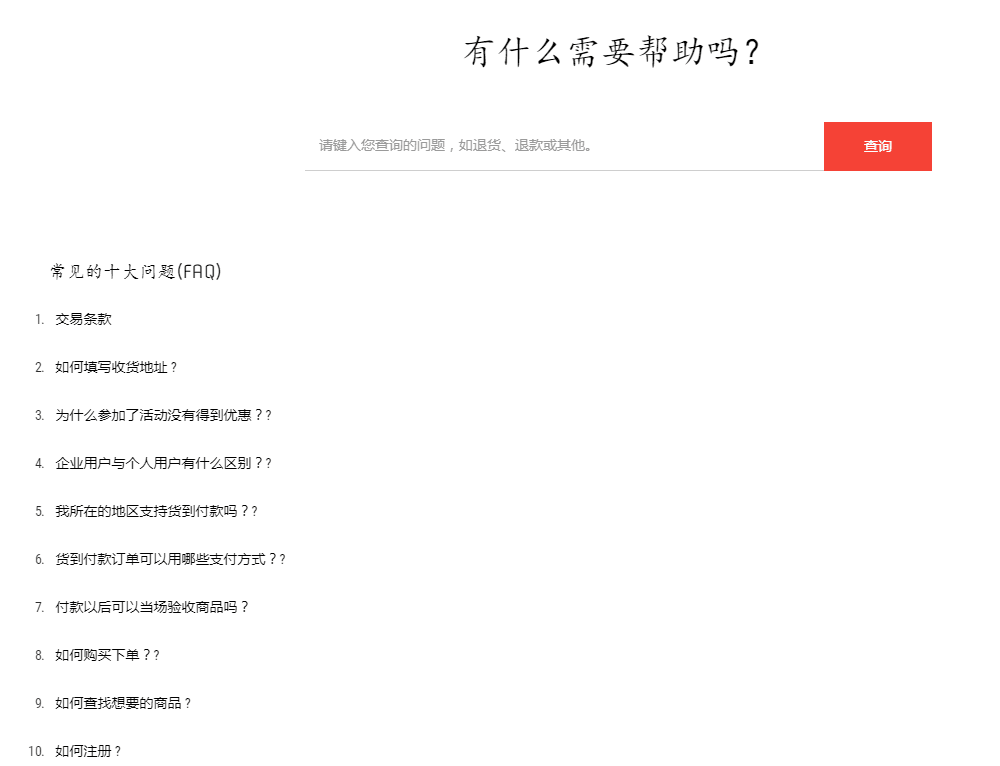 有什么需要帮助吗?
请键入您查询的问题，如退货、退款或其他。
查询
常见的十大问题(FAQ)
1. 交易条款
2. 如何填写收货地址？
3. 为什么参加了活动没有得到优惠？?
4. 企业用户与个人用户有什么区别？?
5. 我所在的地区支持货到付款吗？?
6. 货到付款订单可以用哪些支付方式？?
7. 付款以后可以当场验收商品吗？
8. 如何购买下单？?
9. 如何查找想要的商品？
10. 如何注册？